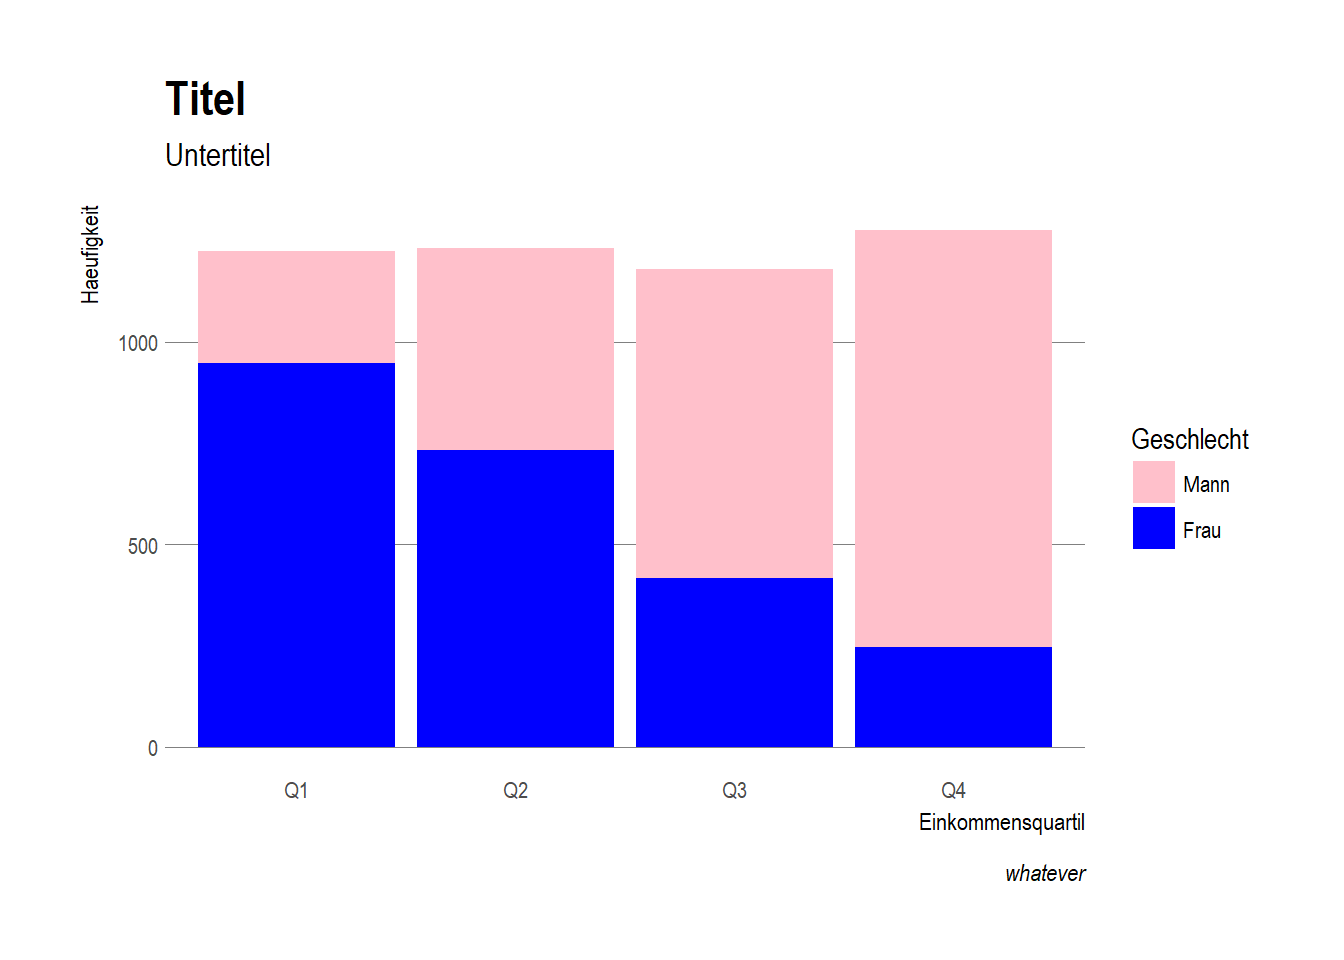 Titel
Untertitel
Haeufigkeit
1000
500
0
Q1 Q2 Q3 Q4
Einkommensquartil
whatever
Geschlecht
Mann
Frau